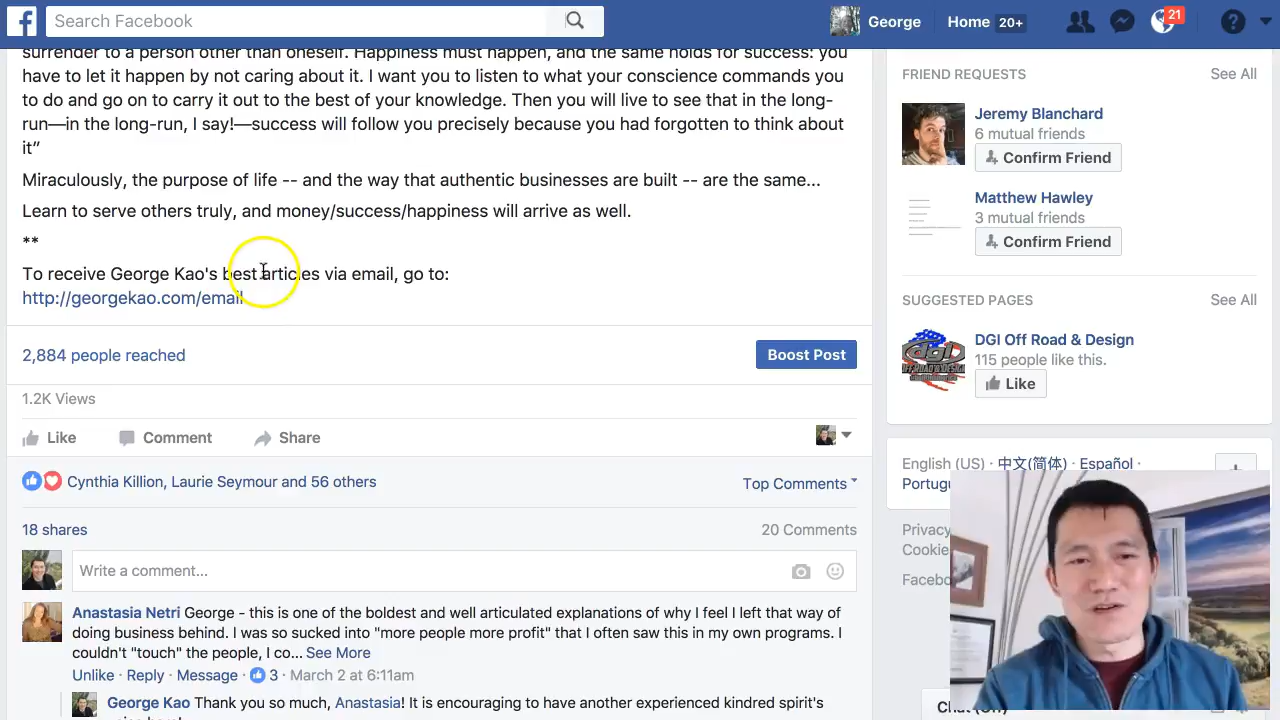 Search Facebook
George
Home 20+
21
surrender to a person other than oneself. Happiness must happen, and the same holds for success: you
have to let it happen by not caring about it. I want you to listen to what your conscience commands you
to do and go on to carry it out to the best of your knowledge. Then you will live to see that in the long-
run—in the long-run, I say!—success will follow you precisely because you had forgotten to think about
it”
Miraculously, the purpose of life -- and the way that authentic businesses are built -- are the same...
Learn to serve others truly, and money/success/happiness will arrive as well.
**
To receive George Kao's best articles via email, go to:
http://georgekao.com/email
2,884 people reached
Boost Post
1.2K Views
Like
Comment
Share
Cynthia Killion, Laurie Seymour and 56 others
Top Comments
18 shares
20 Comments
Write a comment...
Anastasia Netri George - this is one of the boldest and well articulated explanations of why I feel I left that way of
doing business behind. I was so sucked into "more people more profit" that I often saw this in my own programs. I
couldn't "touch" the people, I co... See More
Unlike · Reply · Message · 3 · March 2 at 6:11am
George Kao Thank you so much, Anastasia! It is encouraging to have another experienced kindred spirit's
FRIEND REQUESTS
See All
Jeremy Blanchard
6 mutual friends
Confirm Friend
Matthew Hawley
3 mutual friends
Confirm Friend
SUGGESTED PAGES
See All
DGI Off Road & Design
115 people like this.
Like
English (US) · 中文(简体) · Español ·
Privacy